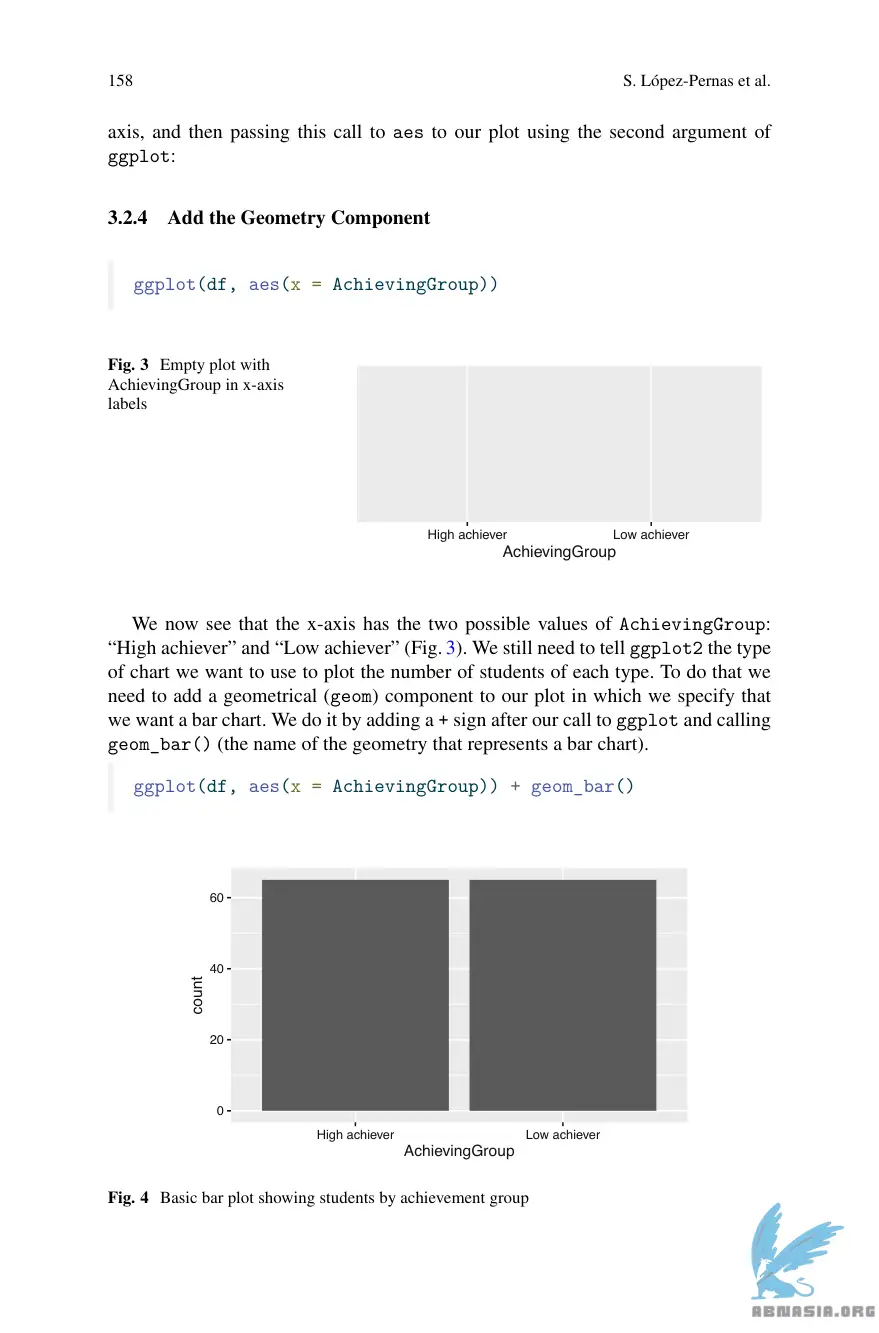 158
S. López-Pernas et al.
axis, and then passing this call to aes to our plot using the second argument of
ggplot:
3.2.4 Add the Geometry Component
ggplot(df, aes(x = AchievingGroup))
Fig. 3 Empty plot with
AchievingGroup in x-axis
labels
High achiever
Low achiever
AchievingGroup
We now see that the x-axis has the two possible values of AchievingGroup:
“High achiever” and “Low achiever” (Fig. 3). We still need to tell ggplot2 the type
of chart we want to use to plot the number of students of each type. To do that we
need to add a geometrical (geom) component to our plot in which we specify that
we want a bar chart. We do it by adding a + sign after our call to ggplot and calling
geom_bar() (the name of the geometry that represents a bar chart).
ggplot(df, aes(x = AchievingGroup)) + geom_bar()
60
40
20
0
count
High achiever
Low achiever
AchievingGroup
Fig. 4 Basic bar plot showing students by achievement group
ABNASIA.ORG